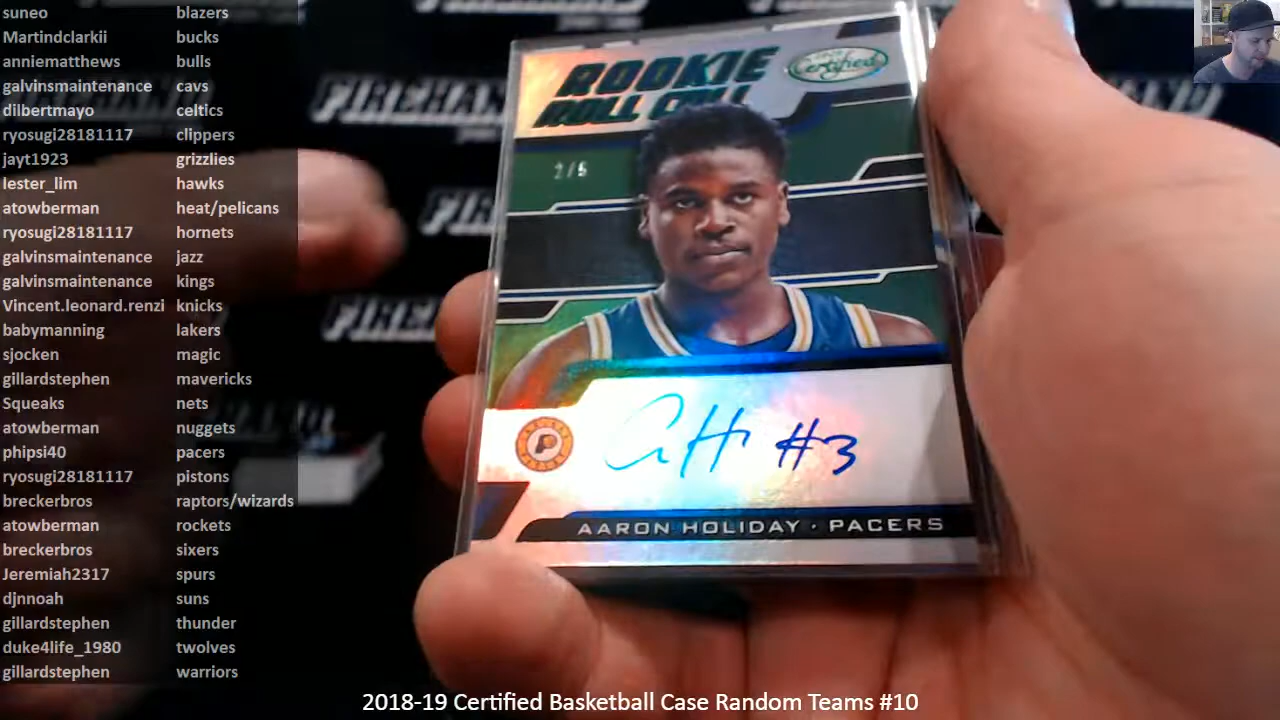 suneo blazers
Martindclarkii bucks
anniematthews bulls
galvinsmaintenance cavs
dilbertmayo celtics
ryosugi28181117 clippers
jayt1923 grizzlies
lester_lim hawks
atowberman heat/pelicans
ryosugi28181117 hornets
galvinsmaintenance jazz
galvinsmaintenance kings
Vincent.leonard.renzi knicks
babymanning lakers
sjocken magic
gillardstephen mavericks
Squeaks nets
atowberman nuggets
phipsi40 pacers
ryosugi28181117 pistons
breckerbros raptors/wizards
atowberman rockets
breckerbros sixers
Jeremiah2317 spurs
djnnoah suns
gillardstephen thunder
duke4life_1980 twolves
gillardstephen warriors
ROOKIE
ROLL CALL
Certified
2/5
#3
AARON HOLIDAY · PACERS
2018-19 Certified Basketball Case Random Teams #10